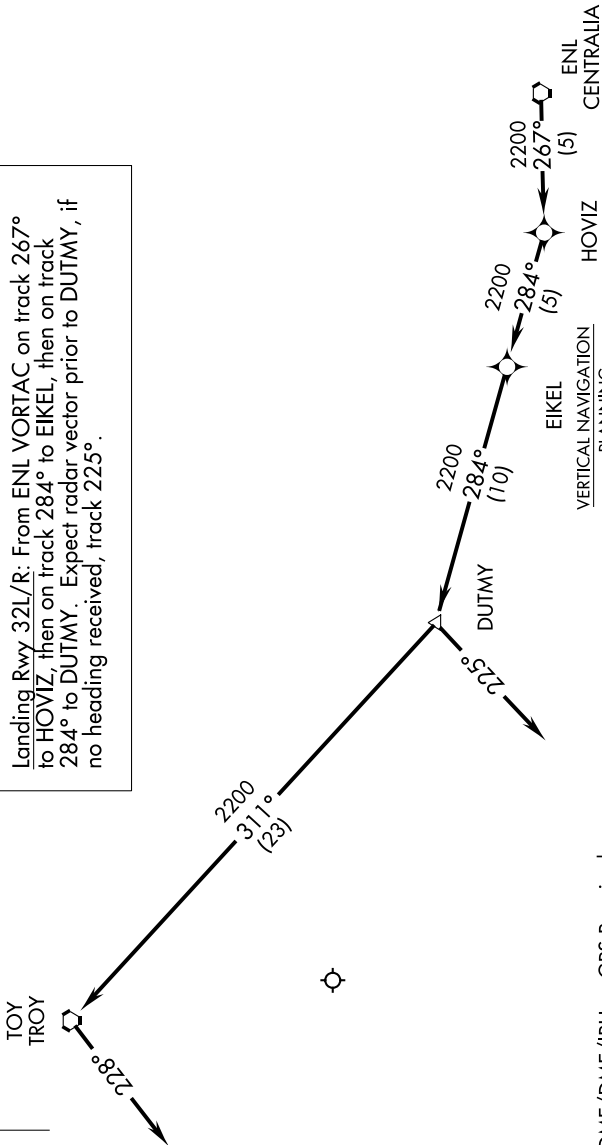 Landing Rwy 32L/R: From ENL VORTAC on track 267°
to HOVIZ, then on track 284° to EIKEL, then on track
284° to DUTMY. Expect radar vector prior to DUTMY, if
no heading received, track 225°.
TOY
TROY
228°
2200
311°
(23)
DUTMY
225°
2200
284°
(10)
EIKEL
VERTICAL NAVIGATION
2200
284°
(5)
HOVIZ
2200
267°
(5)
ENL
CENTRALIA